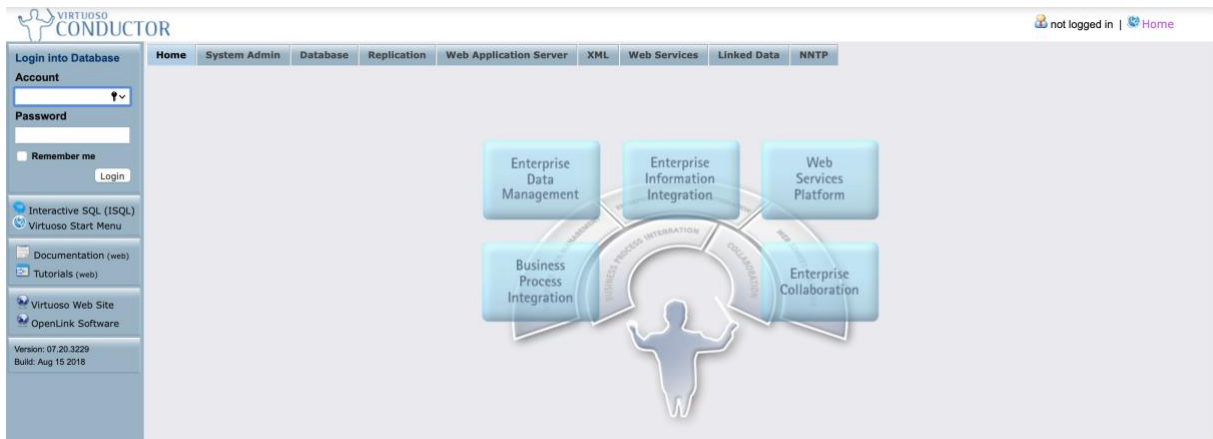 VIRTUOSO
CONDUCTOR
not logged in | Home
Login into Database
Home System Admin Database Replication Web Application Server XML Web Services Linked Data NNTP
Account
Password
Remember me
Login
Interactive SQL (ISQL)
Virtuoso Start Menu
Documentation (web)
Tutorials (web)
Virtuoso Web Site
OpenLink Software
Version: 07.20.3229
Build: Aug 15 2018
Enterprise
Data
Management
Enterprise
Information
Integration
Web
Services
Platform
Business
Process
Integration
Enterprise
Collaboration
BUSINESS PROCESS INTEGRATION
COLLABORATION